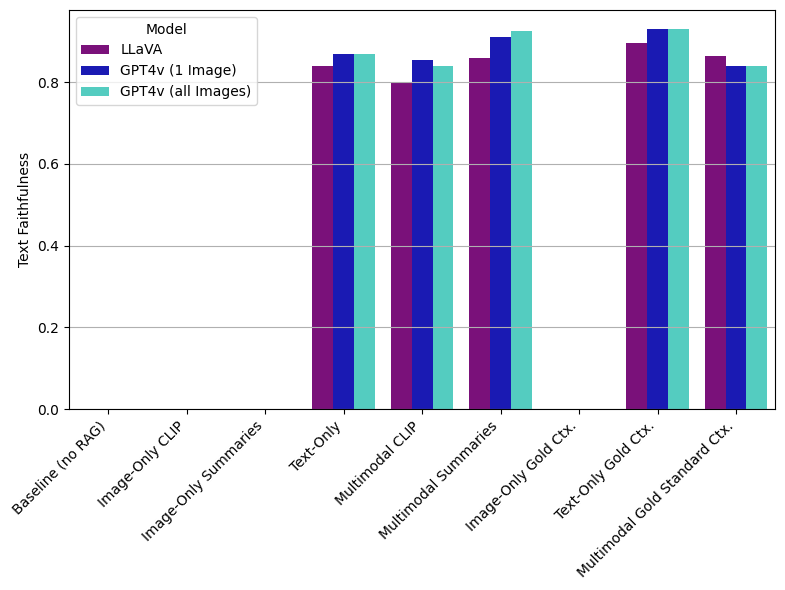 Model
LLaVA
GPT4v (1 Image)
GPT4v (all Images)
Text Faithfulness
0.8
0.6
0.4
0.2
0.0
Baseline (no RAG)
Image-Only CLIP
Image-Only Summaries
Text-Only
Multimodal CLIP
Multimodal Summaries
Image-Only Gold Ctx.
Text-Only Gold Ctx.
Multimodal Gold Standard Ctx.